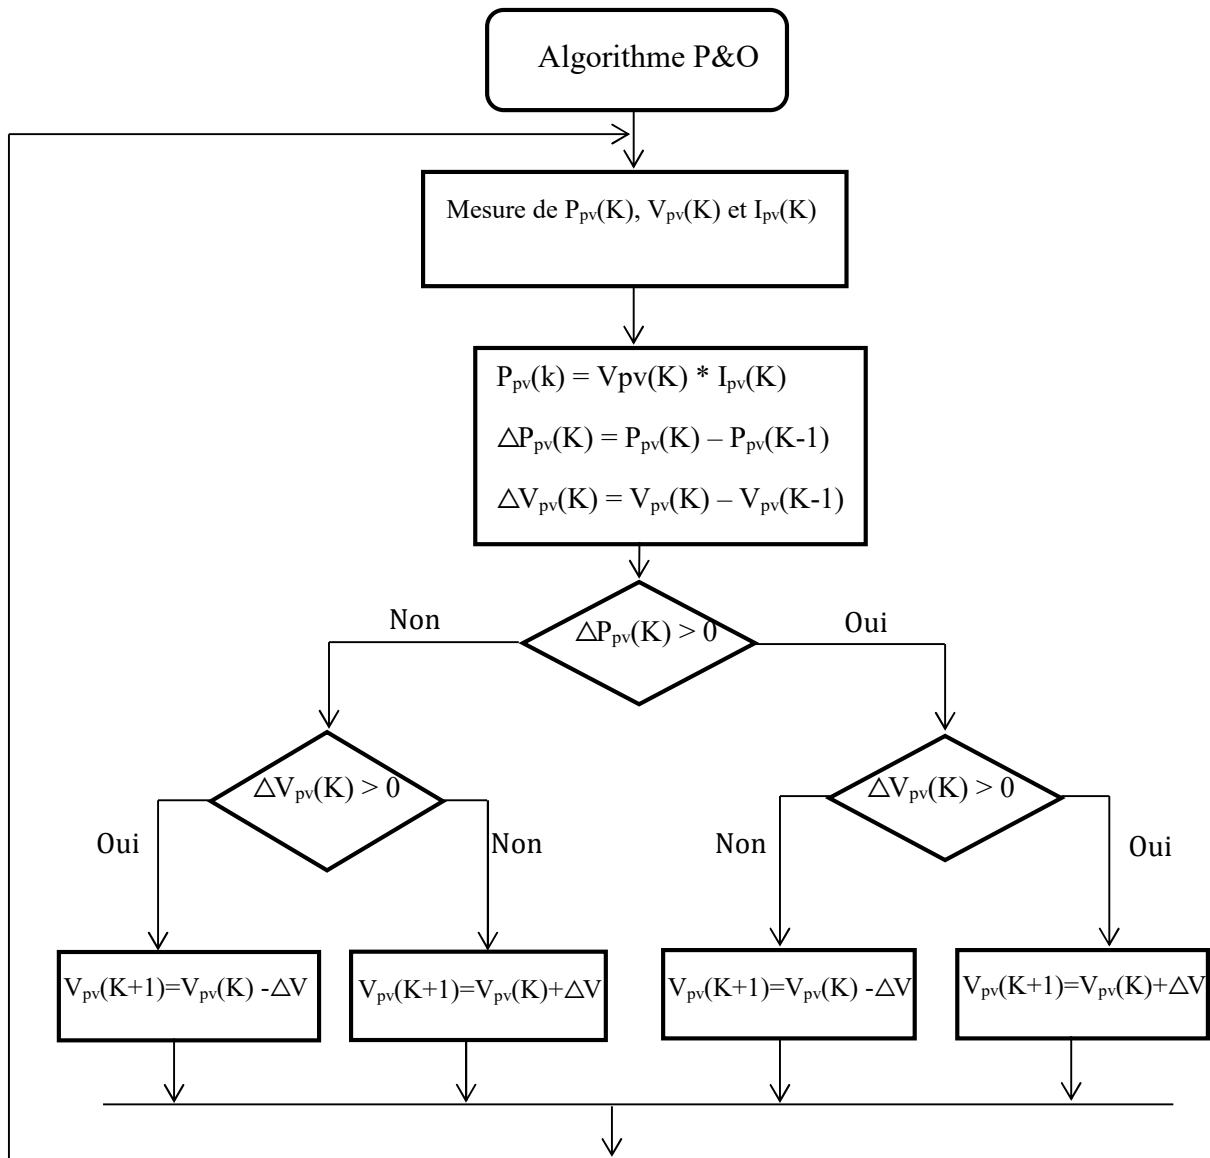 Algorithme P&O
Mesure de Ppv(K), Vpv(K) et Ipv(K)
Ppv(k) = Vpv(K) * Ipv(K)
△Ppv(K) = Ppv(K) – Ppv(K-1)
△Vpv(K) = Vpv(K) – Vpv(K-1)
Non
△Ppv(K) > 0
Oui
△Vpv(K) > 0
△Vpv(K) > 0
Oui
Non
Non
Oui
Vpv(K+1)=Vpv(K) -△V
Vpv(K+1)=Vpv(K)+△V
Vpv(K+1)=Vpv(K) -△V
Vpv(K+1)=Vpv(K)+△V